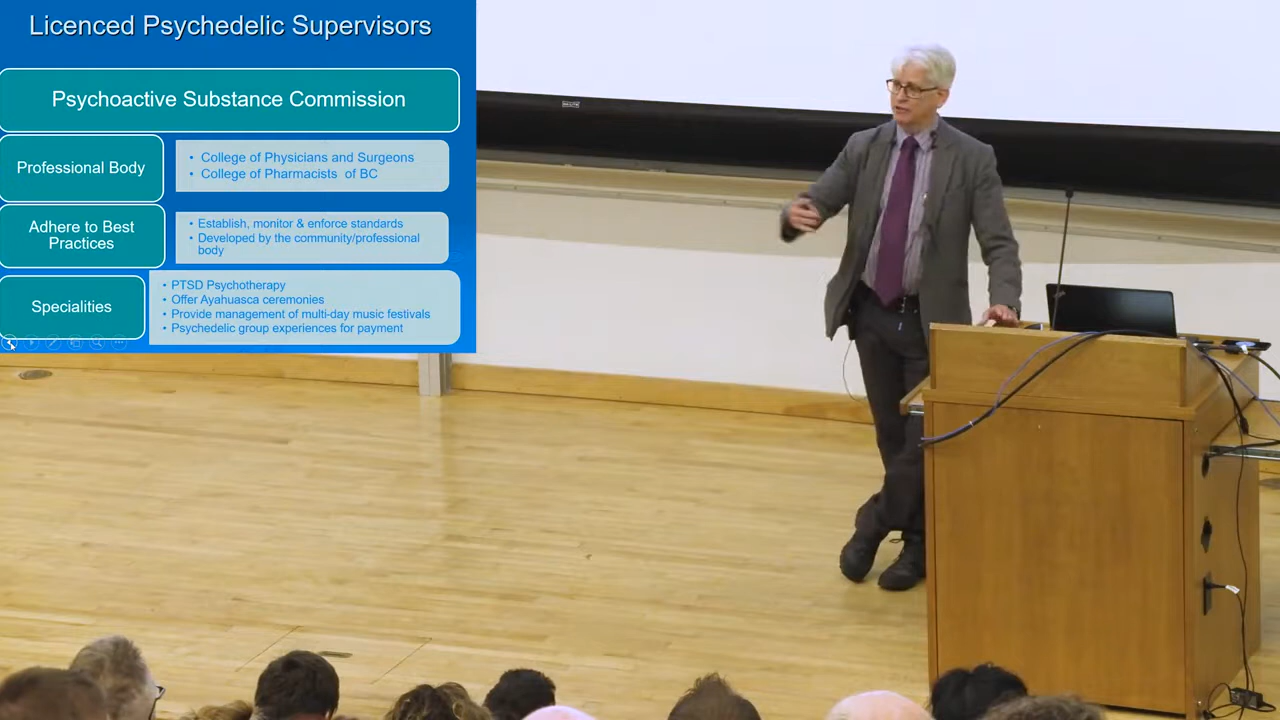 Licenced Psychedelic Supervisors
Psychoactive Substance Commission
Professional Body
• College of Physicians and Surgeons
• College of Pharmacists of BC
Adhere to Best
Practices
• Establish, monitor & enforce standards
• Developed by the community/professional
body
Specialities
• PTSD Psychotherapy
• Offer Ayahuasca ceremonies
• Provide management of multi-day music festivals
• Psychedelic group experiences for payment